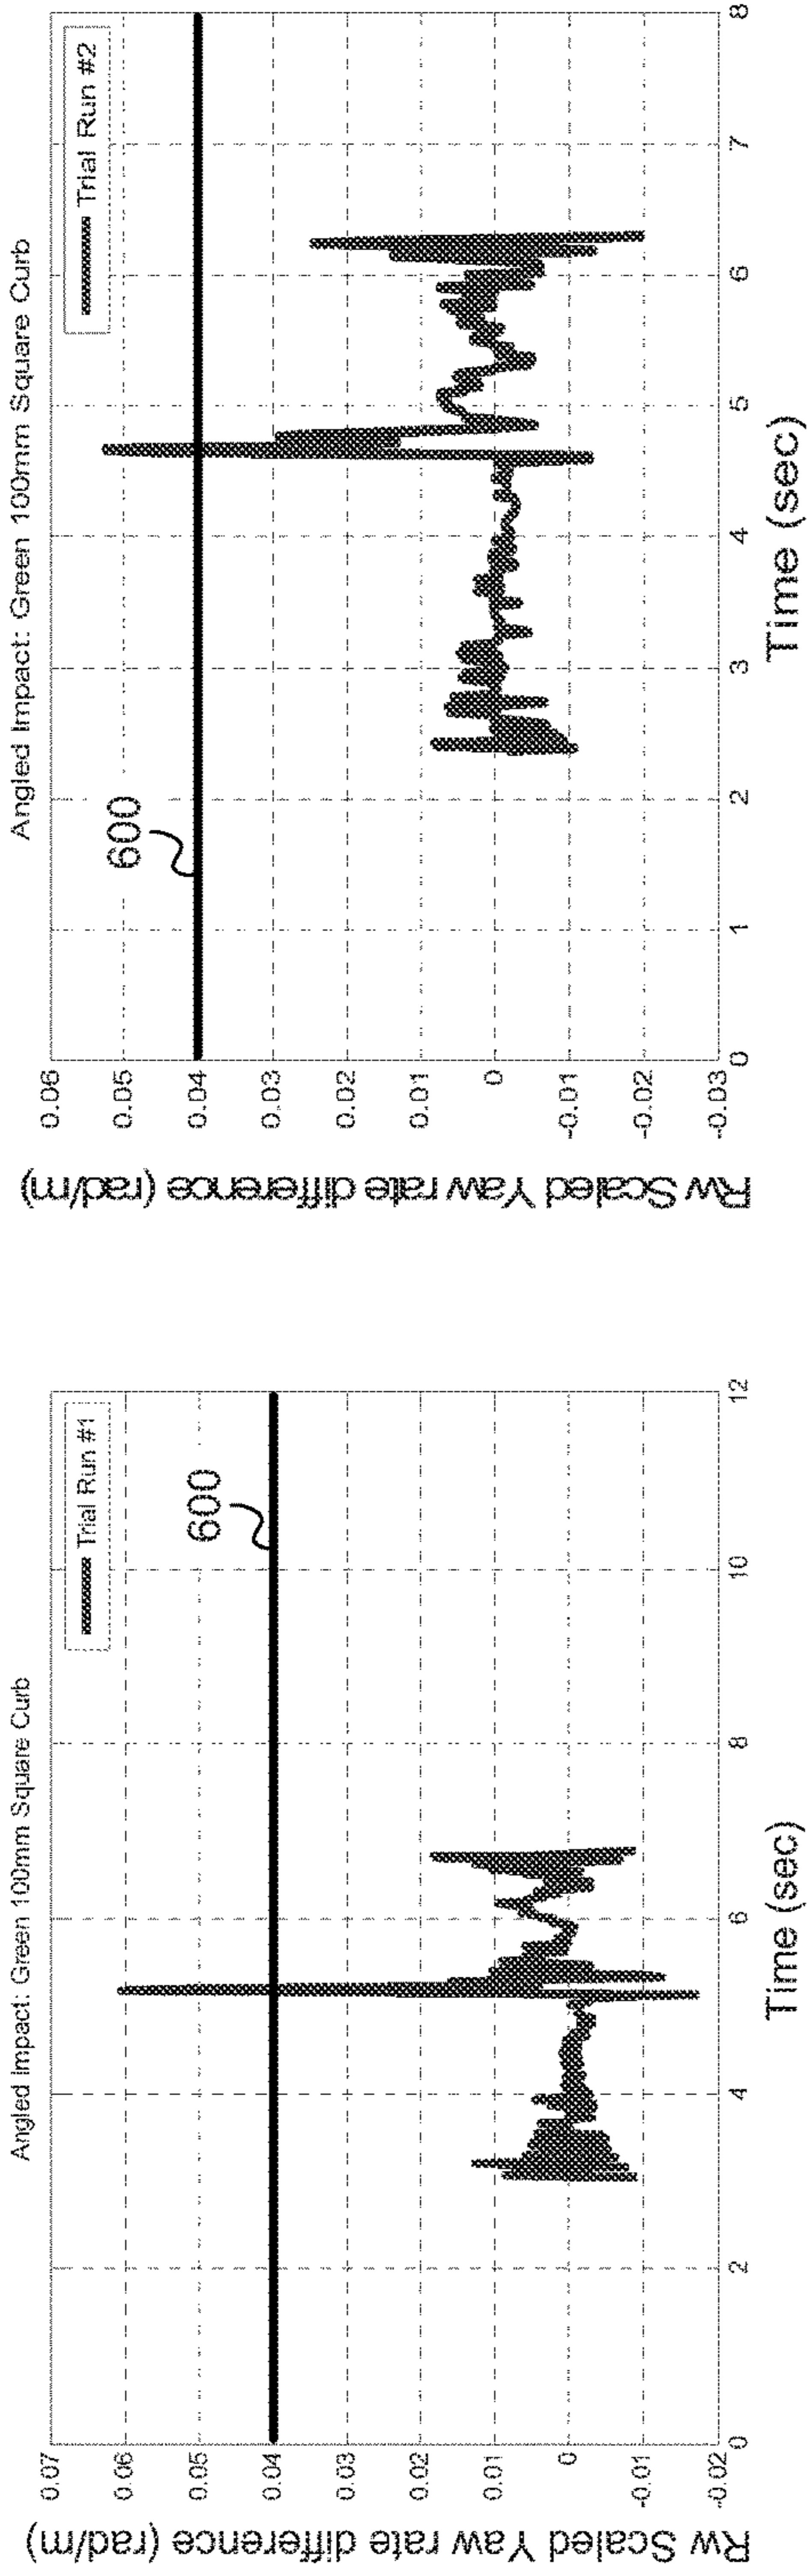 Angled Impact: Green 100mm Square Curb
Trial Run #1
600
0.07
0.06
0.05
0.04
0.03
0.02
0.01
0
-0.01
-0.02
Rw Scaled Yaw rate difference (rad/m)
0 2 4 6 8 10 12
Time (sec)
Angled Impact: Green 100mm Square Curb
Trial Run #2
600
0.06
0.05
0.04
0.03
0.02
0.01
0
-0.01
-0.02
-0.03
Rw Scaled Yaw rate difference (rad/m)
0 1 2 3 4 5 6 7 8
Time (sec)